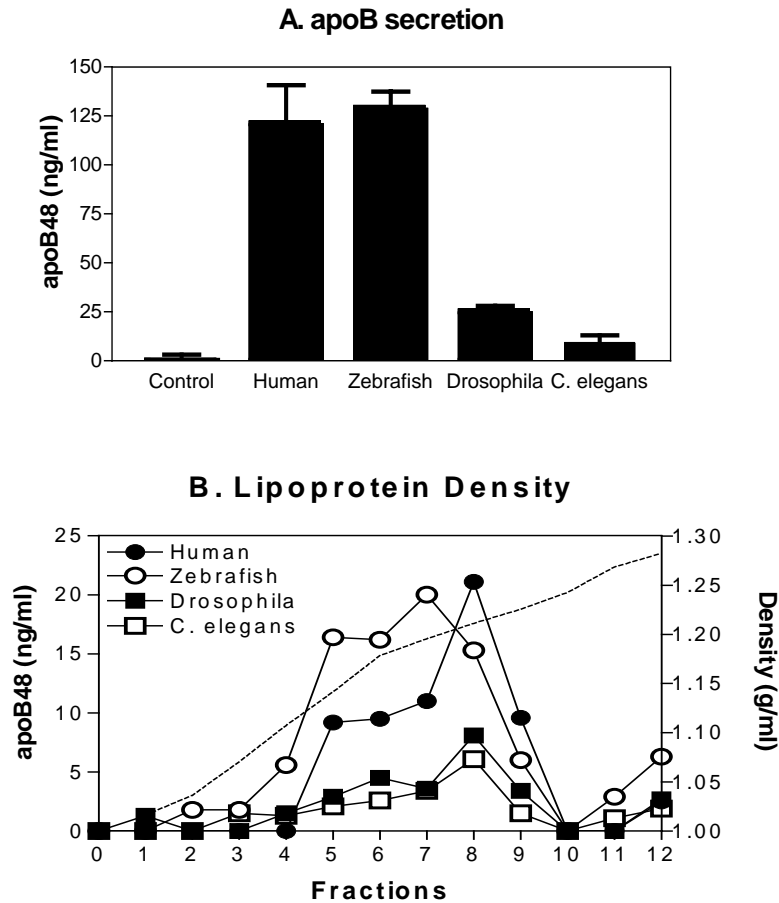 A. apoB secretion
150
125
100
75
50
25
0
apoB48 (ng/ml)
Control Human Zebrafish Drosophila C. elegans
B. Lipoprotein Density
25
20
15
10
5
0
apoB48 (ng/ml)
Human
Zebrafish
Drosophila
C. elegans
1.30
1.25
1.20
1.15
1.10
1.05
1.00
Density (g/ml)
0 1 2 3 4 5 6 7 8 9 10 11 12
Fractions